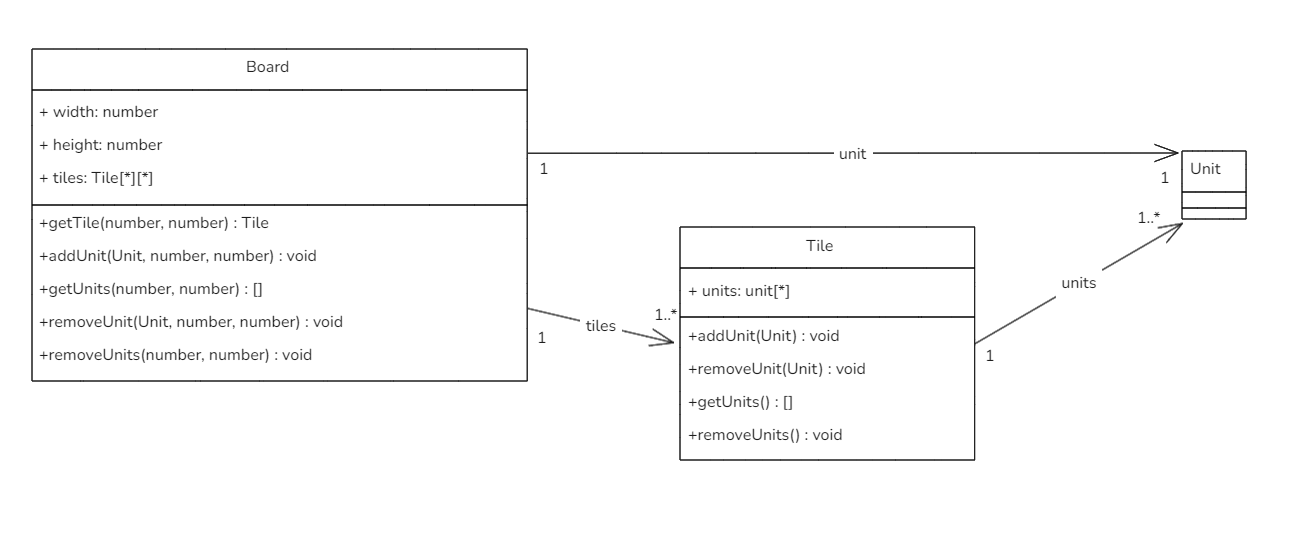 Board
+ width: number
+ height: number
+ tiles: Tile[*][*]
+getTile(number, number) : Tile
+addUnit(Unit, number, number) : void
+getUnits(number, number) : []
+removeUnit(Unit, number, number) : void
+removeUnits(number, number) : void
1
unit
1
Unit
1
tiles
1..*
Tile
+ units: unit[*]
+addUnit(Unit) : void
+removeUnit(Unit) : void
+getUnits() : []
+removeUnits() : void
1
units
1..*